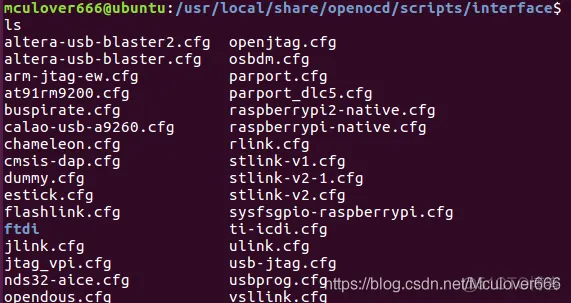 mculover666@ubuntu:/usr/local/share/openocd/scripts/interface$
ls
altera-usb-blaster2.cfg openjtag.cfg
altera-usb-blaster.cfg osbdm.cfg
arm-jtag-ew.cfg parport.cfg
at91rm9200.cfg parport_dlc5.cfg
buspirate.cfg raspberrypi2-native.cfg
calao-usb-a9260.cfg raspberrypi-native.cfg
chameleon.cfg rlink.cfg
cmsis-dap.cfg stlink-v1.cfg
dummy.cfg stlink-v2-1.cfg
estick.cfg stlink-v2.cfg
flashlink.cfg sysfsgpio-raspberrypi.cfg
ftdi ti-icdi.cfg
jlink.cfg ulink.cfg
jtag_vpi.cfg usb-jtag.cfg
nds32-aice.cfg usbprog.cfg
opendous.cfg vsllink.cfg
https://blog.csdn.net/Mculover666